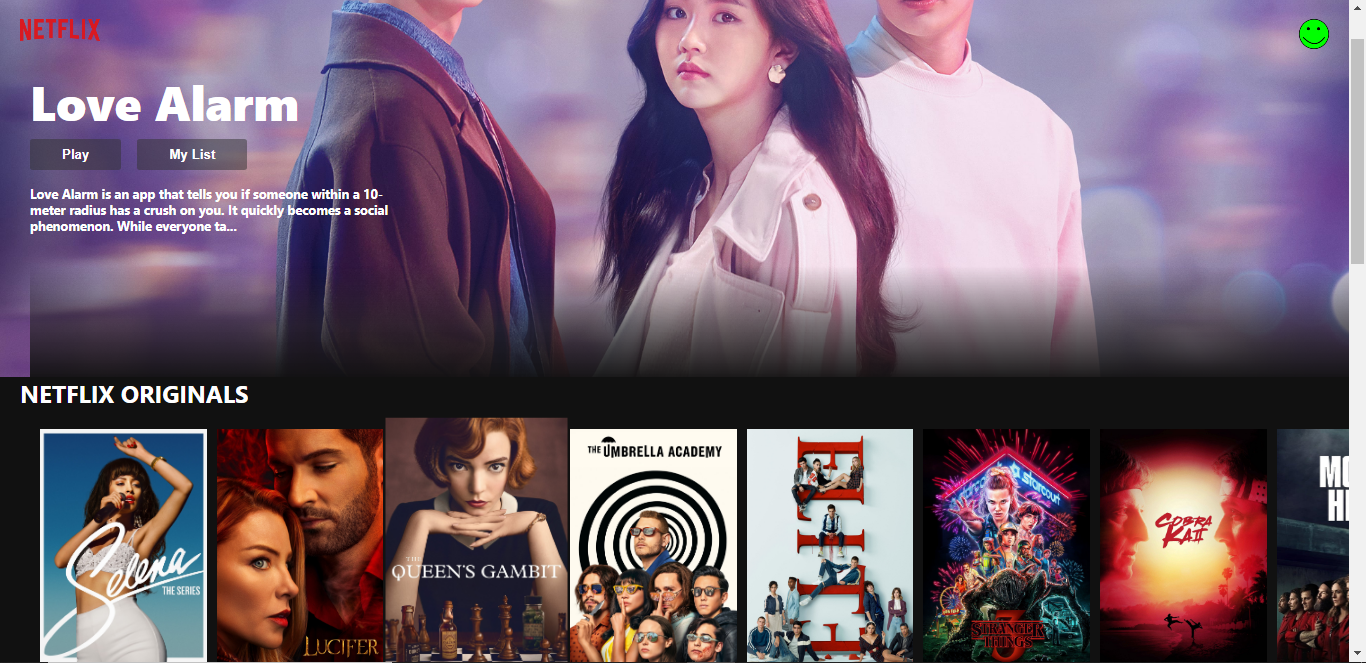 NETFLIX
Love Alarm
Play
My List
Love Alarm is an app that tells you if someone within a 10-
meter radius has a crush on you. It quickly becomes a social
phenomenon. While everyone ta...
NETFLIX ORIGINALS
Selena
THE SERIES
LUCIFER
THE
QUEEN'S GAMBIT
THE UMBRELLA ACADEMY
ELITE
starcourt
STRANGER
THINGS
3
COBRA
KAI